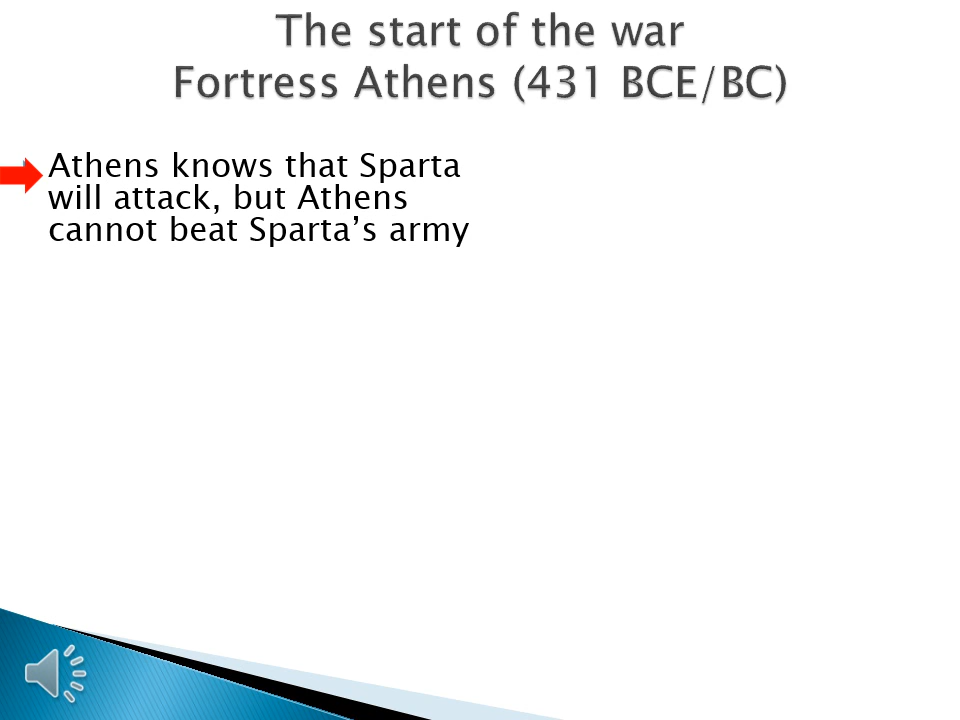 The start of the war
Fortress Athens (431 BCE/BC)
Athens knows that Sparta
will attack, but Athens
cannot beat Sparta’s army